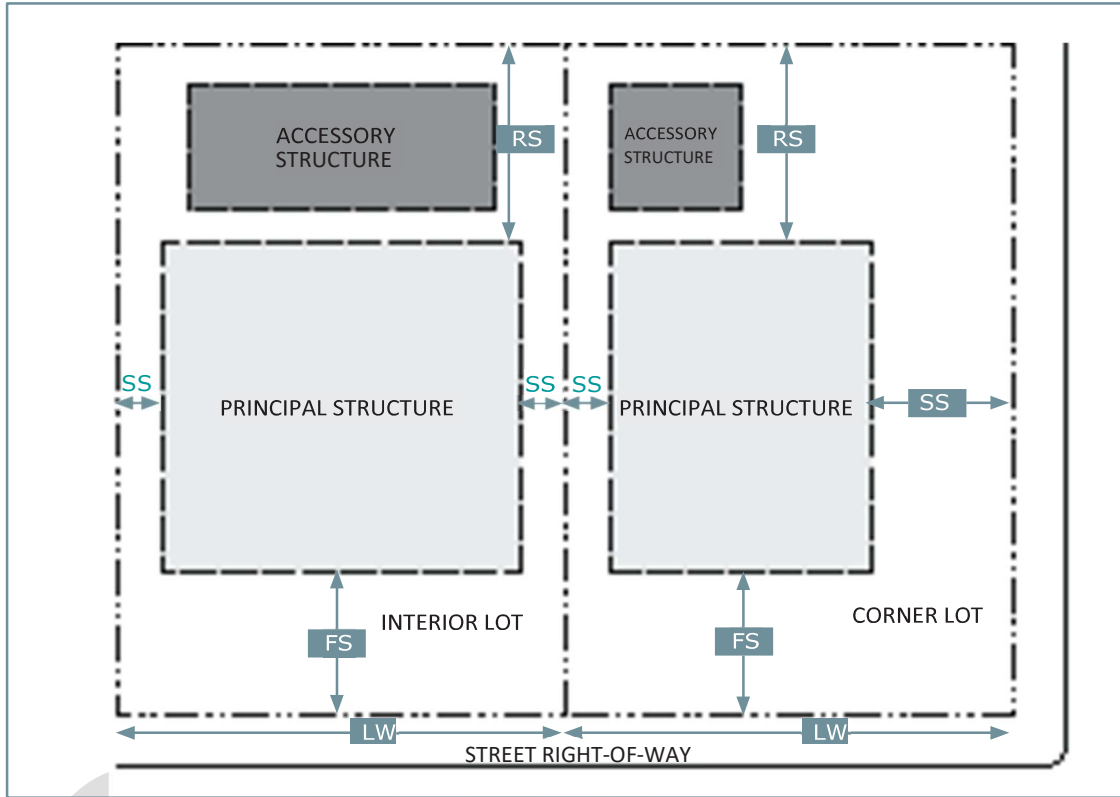 ACCESSORY
STRUCTURE
RS
ACCESSORY
STRUCTURE
RS
SS
PRINCIPAL STRUCTURE
SS
SS
PRINCIPAL STRUCTURE
SS
INTERIOR LOT
FS
CORNER LOT
FS
LW
LW
STREET RIGHT-OF-WAY